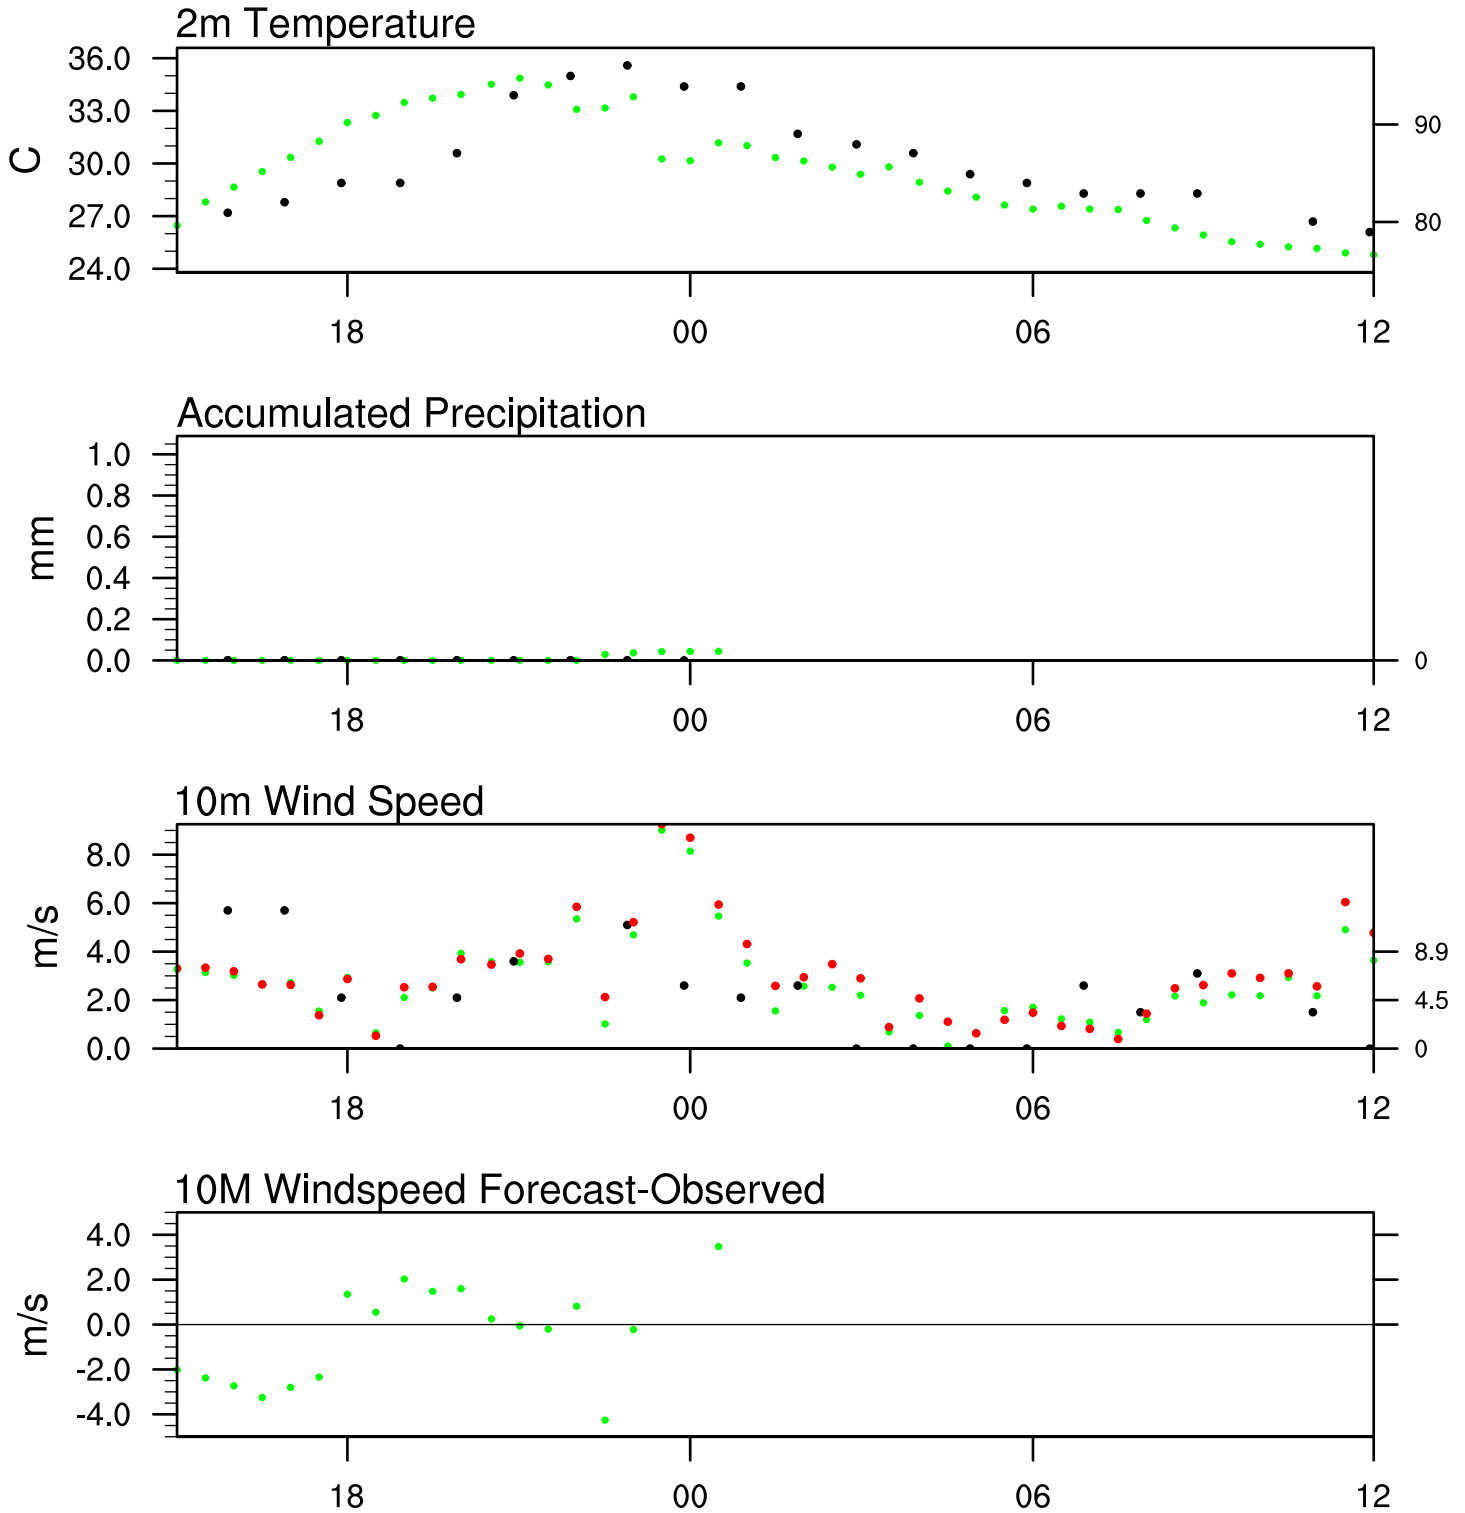 2m Temperature
36.0
33.0
30.0
27.0
24.0
C
90
80
18 00 06 12
Accumulated Precipitation
1.0
0.8
0.6
0.4
0.2
0.0
mm
0
18 00 06 12
10m Wind Speed
8.0
6.0
4.0
2.0
0.0
m/s
8.9
4.5
0
18 00 06 12
10M Windspeed Forecast-Observed
4.0
2.0
0.0
-2.0
-4.0
m/s
18 00 06 12